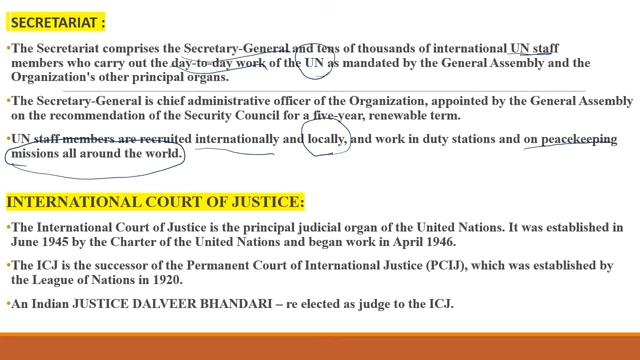 SECRETARIAT :
•The Secretariat comprises the Secretary-General and tens of thousands of international UN staff
members who carry out the day-to-day work of the UN as mandated by the General Assembly and the
Organization's other principal organs.
•The Secretary-General is chief administrative officer of the Organization, appointed by the General Assembly
on the recommendation of the Security Council for a five-year, renewable term.
•UN staff members are recruited internationally and locally, and work in duty stations and on peacekeeping
missions all around the world.
INTERNATIONAL COURT OF JUSTICE:
•The International Court of Justice is the principal judicial organ of the United Nations. It was established in
June 1945 by the Charter of the United Nations and began work in April 1946.
•The ICJ is the successor of the Permanent Court of International Justice (PCIJ), which was established by
the League of Nations in 1920.
•An Indian JUSTICE DALVEER BHANDARI – re elected as judge to the ICJ.